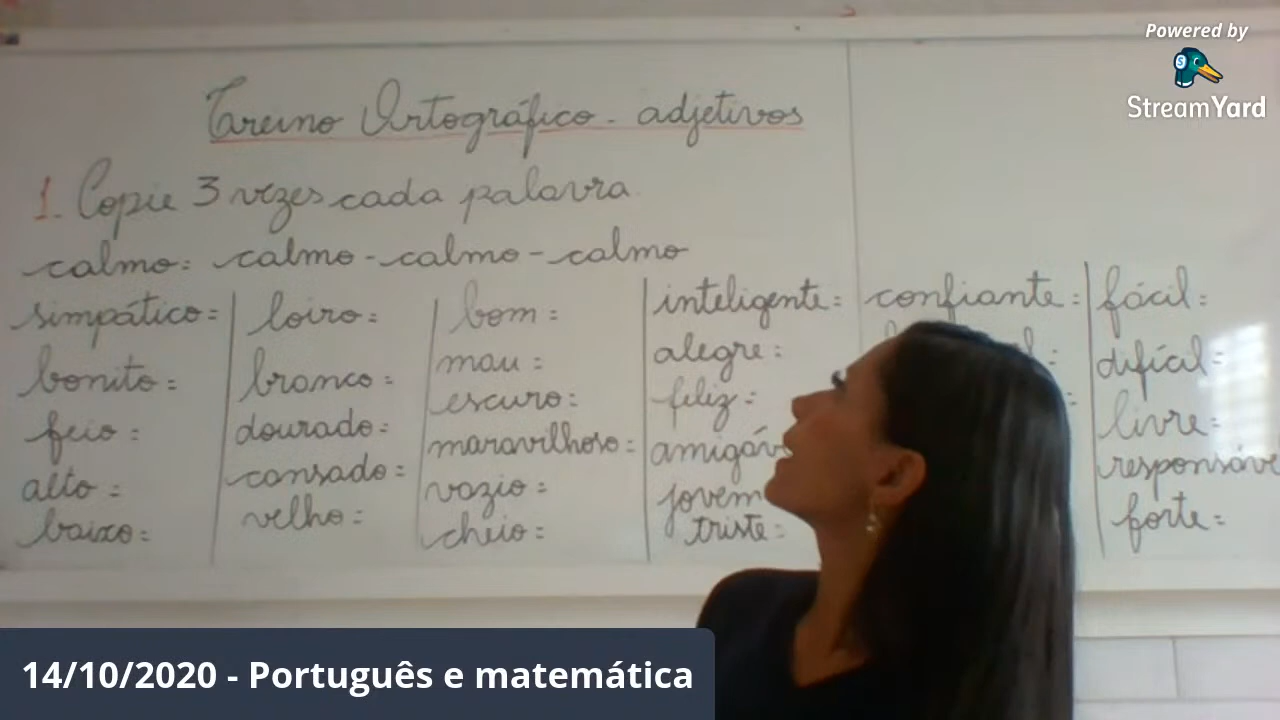 Powered by
StreamYard
Treino Ortográfico - adjetivos
1. Copie 3 vezes cada palavra.
calmo: calmo - calmo - calmo
simpático:
bonito:
feio:
alto:
baixo:
loiro:
branco:
dourado:
cansado:
velho:
bom:
mau:
escuro:
maravilhoso:
vazio:
cheio:
inteligente:
alegre:
feliz:
amigáv
jovem
triste:
confiante:
fácil:
difícil:
livre:
responsáve
forte:
14/10/2020 - Português e matemática